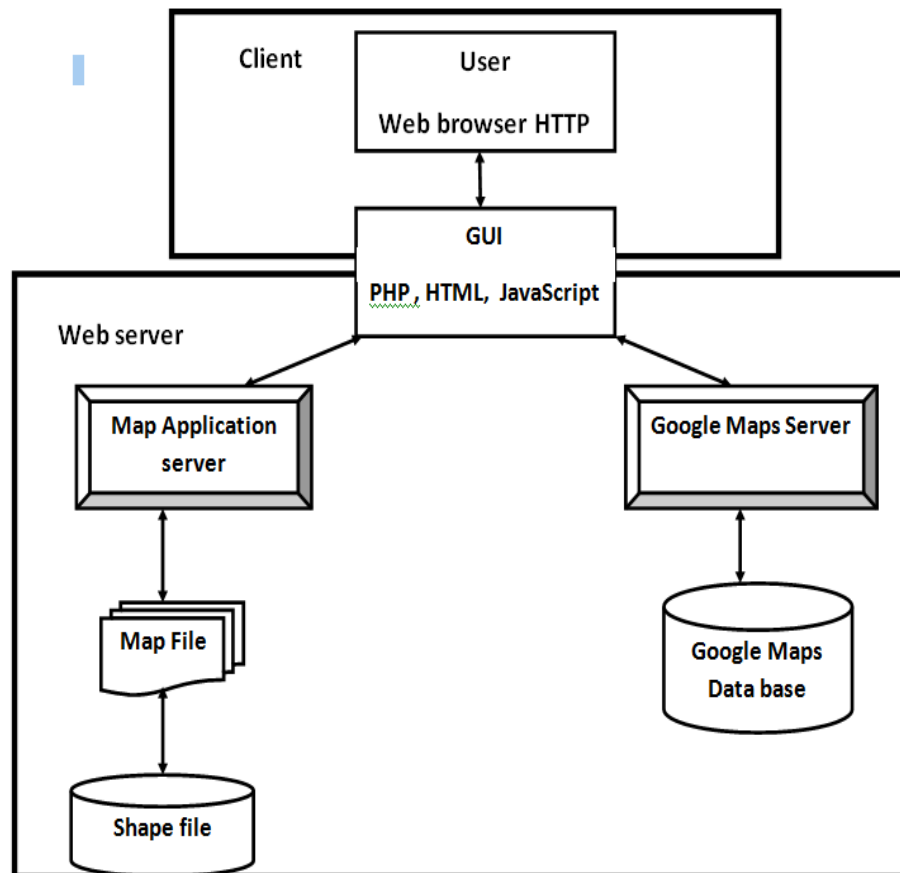 Client
User
Web browser HTTP
GUI
PHP , HTML, JavaScript
Web server
Map Application
server
Google Maps Server
Map File
Google Maps
Data base
Shape file